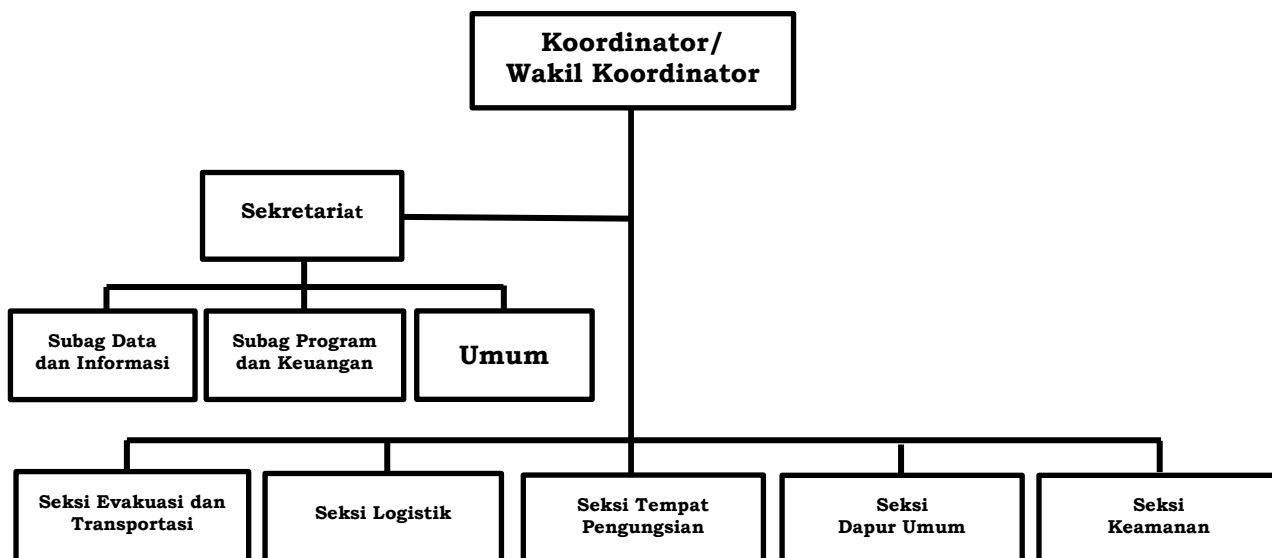 Koordinator/
Wakil Koordinator
Sekretariat
Subag Data
dan Informasi
Subag Program
dan Keuangan
Umum
Seksi Evakuasi dan
Transportasi
Seksi Logistik
Seksi Tempat
Pengungsian
Seksi
Dapur Umum
Seksi
Keamanan